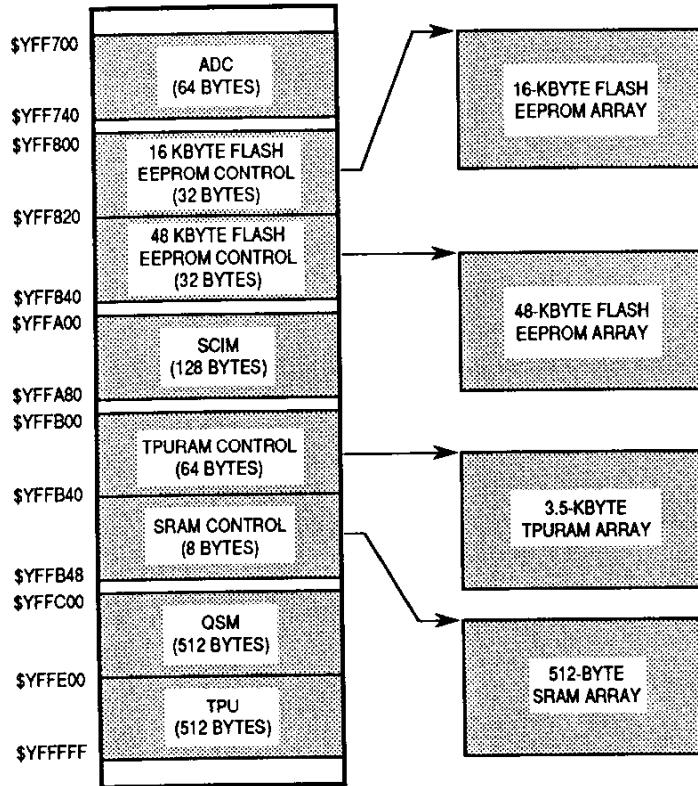 $YFF700
ADC
(64 BYTES)
$YFF740
$YFF800
16 KBYTE FLASH
EEPROM CONTROL
(32 BYTES)
$YFF820
48 KBYTE FLASH
EEPROM CONTROL
(32 BYTES)
$YFF840
$YFFA00
SCIM
(128 BYTES)
$YFFA80
$YFFB00
TPURAM CONTROL
(64 BYTES)
$YFFB40
SRAM CONTROL
(8 BYTES)
$YFFB48
$YFFC00
QSM
(512 BYTES)
$YFFE00
TPU
(512 BYTES)
$YFFFFF
16-KBYTE FLASH
EEPROM ARRAY
48-KBYTE FLASH
EEPROM ARRAY
3.5-KBYTE
TPURAM ARRAY
512-BYTE
SRAM ARRAY